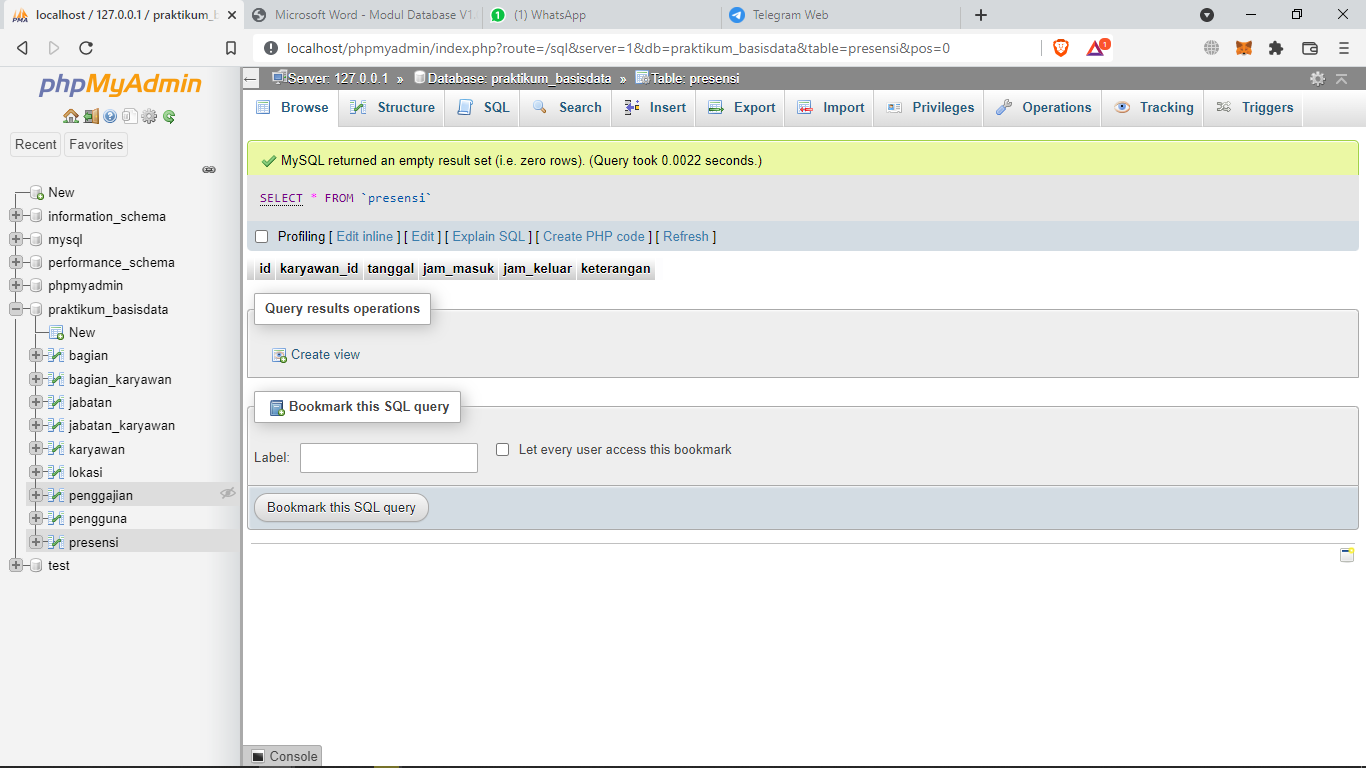 localhost / 127.0.0.1 / praktikum_b
Microsoft Word - Modul Database V1.
(1) WhatsApp
Telegram Web
localhost/phpmyadmin/index.php?route=/sql&server=1&db=praktikum_basisdata&table=presensi&pos=0
1
phpMyAdmin
Recent
Favorites
New
information_schema
mysql
performance_schema
phpmyadmin
praktikum_basisdata
New
bagian
bagian_karyawan
jabatan
jabatan_karyawan
karyawan
lokasi
penggajian
pengguna
presensi
test
Server: 127.0.0.1 » Database: praktikum_basisdata » Table: presensi
Browse Structure SQL Search Insert Export Import Privileges Operations Tracking Triggers
MySQL returned an empty result set (i.e. zero rows). (Query took 0.0022 seconds.)
SELECT * FROM `presensi`
Profiling [ Edit inline ] [ Edit ] [ Explain SQL ] [ Create PHP code ] [ Refresh ]
id karyawan_id tanggal jam_masuk jam_keluar keterangan
Query results operations
Create view
Bookmark this SQL query
Label:
Let every user access this bookmark
Bookmark this SQL query
Console